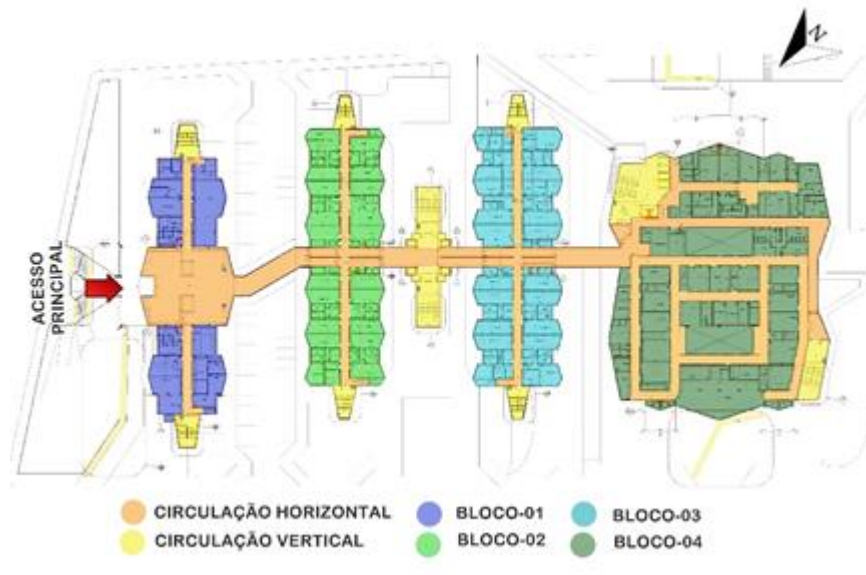 N
ACESSO
PRINCIPAL
CIRCULAÇÃO HORIZONTAL
BLOCO-01
BLOCO-03
CIRCULAÇÃO VERTICAL
BLOCO-02
BLOCO-04